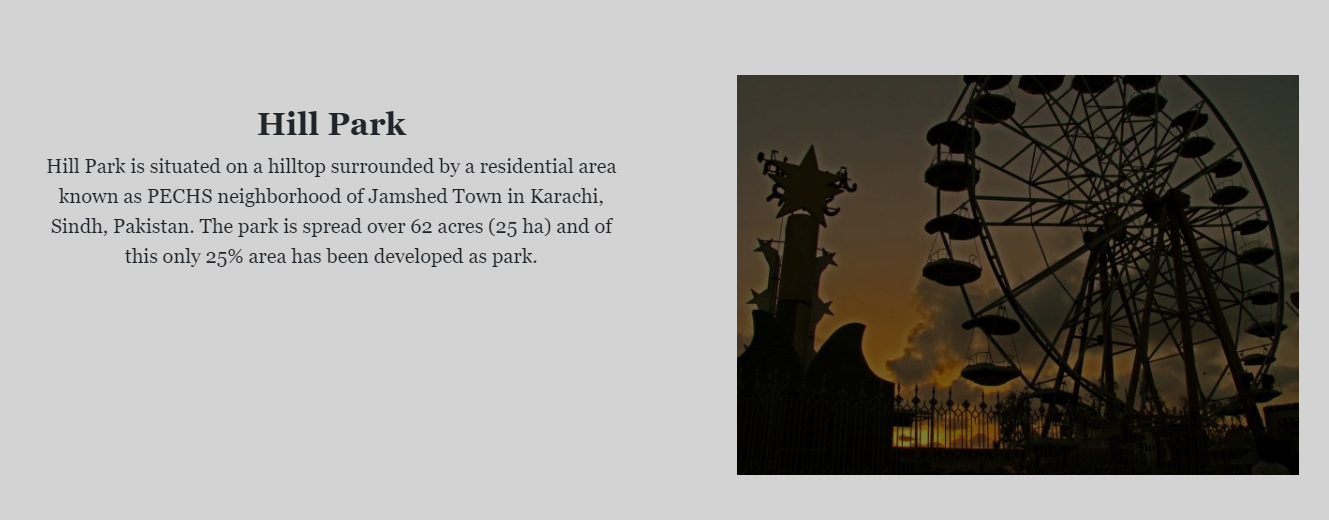 Hill Park
Hill Park is situated on a hilltop surrounded by a residential area
known as PECHS neighborhood of Jamshed Town in Karachi,
Sindh, Pakistan. The park is spread over 62 acres (25 ha) and of
this only 25% area has been developed as park.